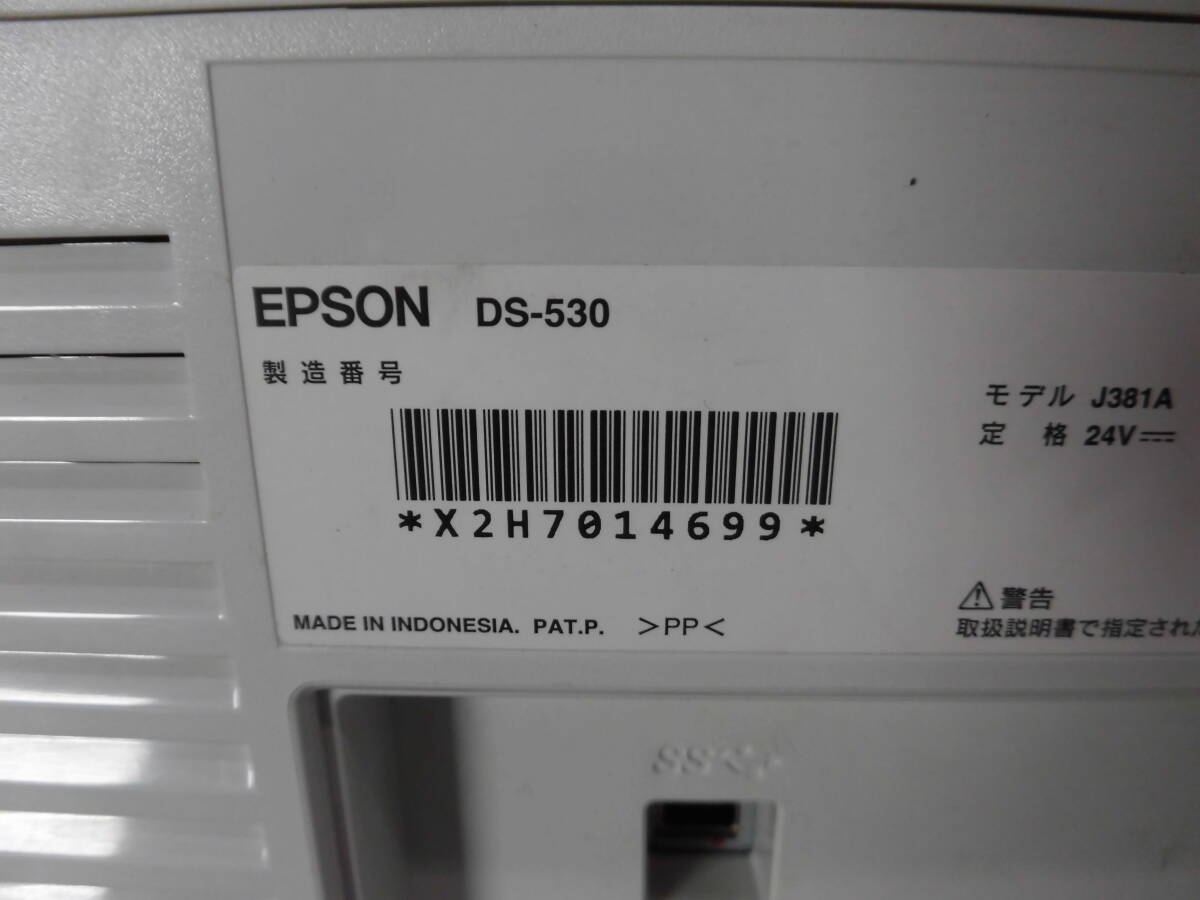 EPSON DS-530
製造番号
*X2H7014699*
モデル J381A
定 格 24V⎓
MADE IN INDONESIA. PAT.P. >PP<
⚠警告
取扱説明書で指定された
SS